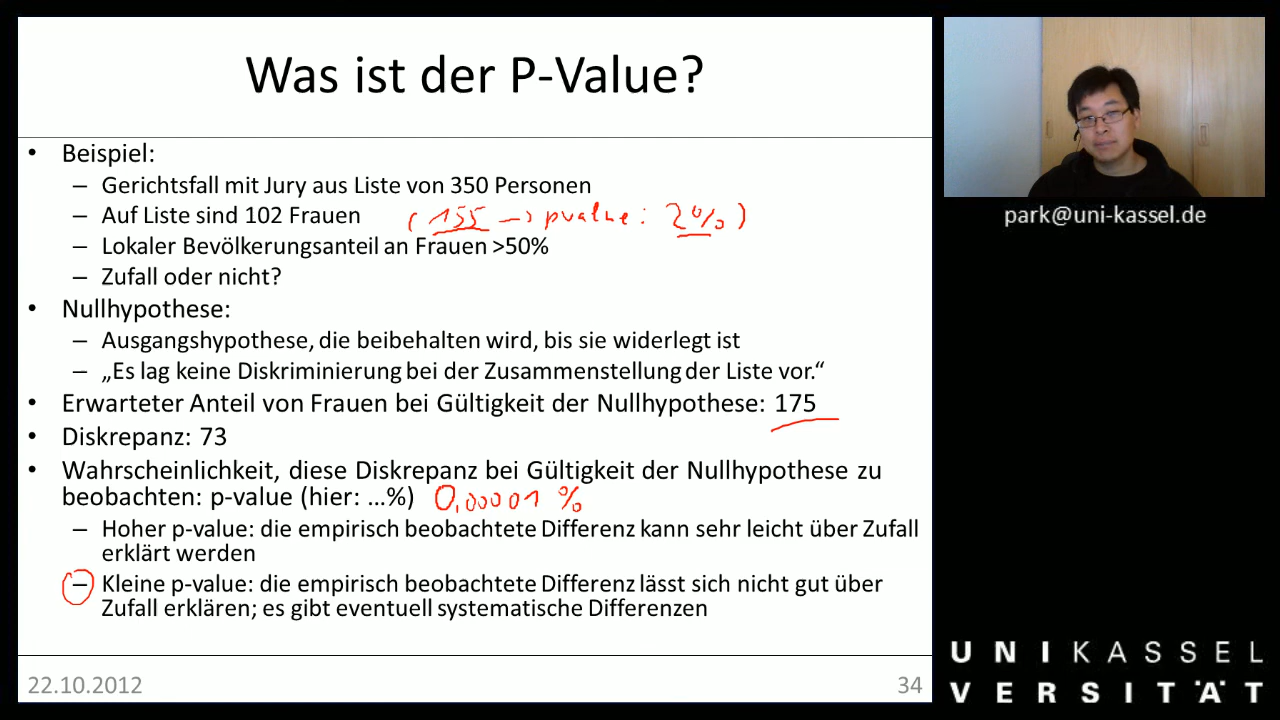 Was ist der P-Value?
• Beispiel:
– Gerichtsfall mit Jury aus Liste von 350 Personen
– Auf Liste sind 102 Frauen (155 → pvalue: 2%)
– Lokaler Bevölkerungsanteil an Frauen >50%
– Zufall oder nicht?
• Nullhypothese:
– Ausgangshypothese, die beibehalten wird, bis sie widerlegt ist
– „Es lag keine Diskriminierung bei der Zusammenstellung der Liste vor.“
• Erwarteter Anteil von Frauen bei Gültigkeit der Nullhypothese: 175
• Diskrepanz: 73
• Wahrscheinlichkeit, diese Diskrepanz bei Gültigkeit der Nullhypothese zu
beobachten: p-value (hier: ...%) 0,00001 %
– Hoher p-value: die empirisch beobachtete Differenz kann sehr leicht über Zufall
erklärt werden
– Kleine p-value: die empirisch beobachtete Differenz lässt sich nicht gut über
Zufall erklären; es gibt eventuell systematische Differenzen
22.10.2012
34
park@uni-kassel.de
UNIKASSEL
VERSITÄT